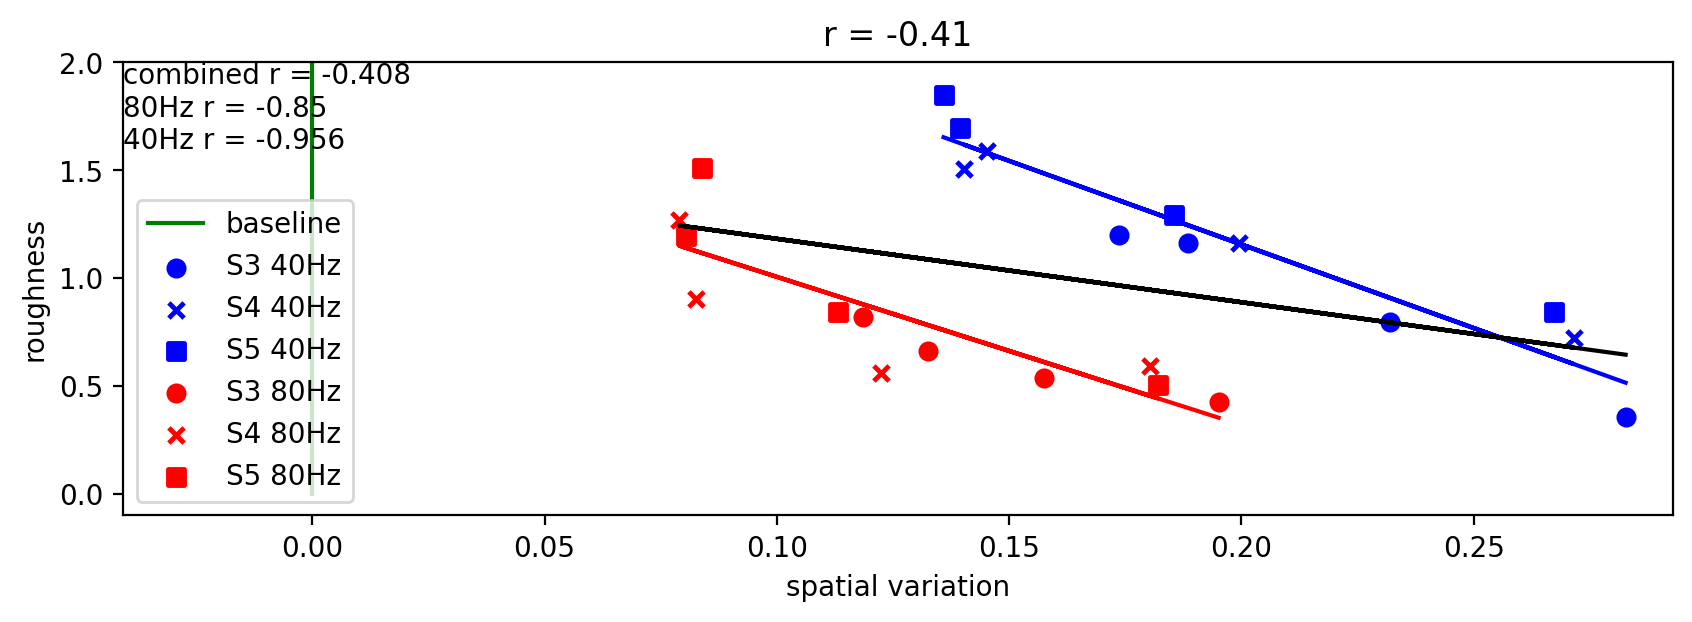 r = -0.41
combined r = -0.408
80Hz r = -0.85
40Hz r = -0.956
2.0
1.5
1.0
0.5
0.0
roughness
baseline
S3 40Hz
S4 40Hz
S5 40Hz
S3 80Hz
S4 80Hz
S5 80Hz
0.00 0.05 0.10 0.15 0.20 0.25
spatial variation